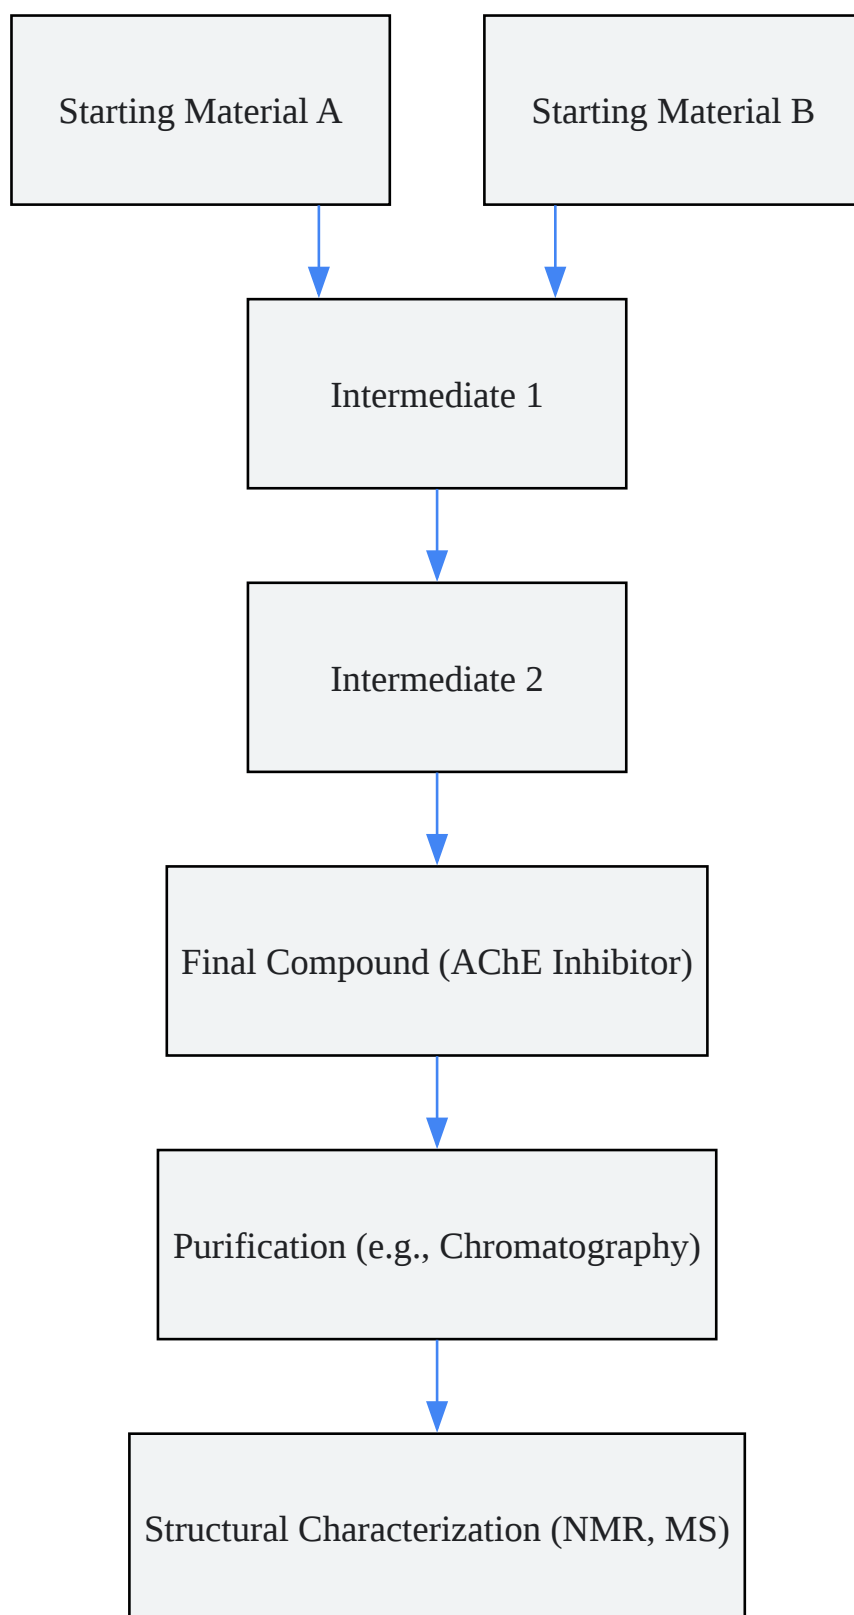 Starting Material A
Starting Material B
Intermediate 1
Intermediate 2
Final Compound (AChE Inhibitor)
Purification (e.g., Chromatography)
Structural Characterization (NMR, MS)